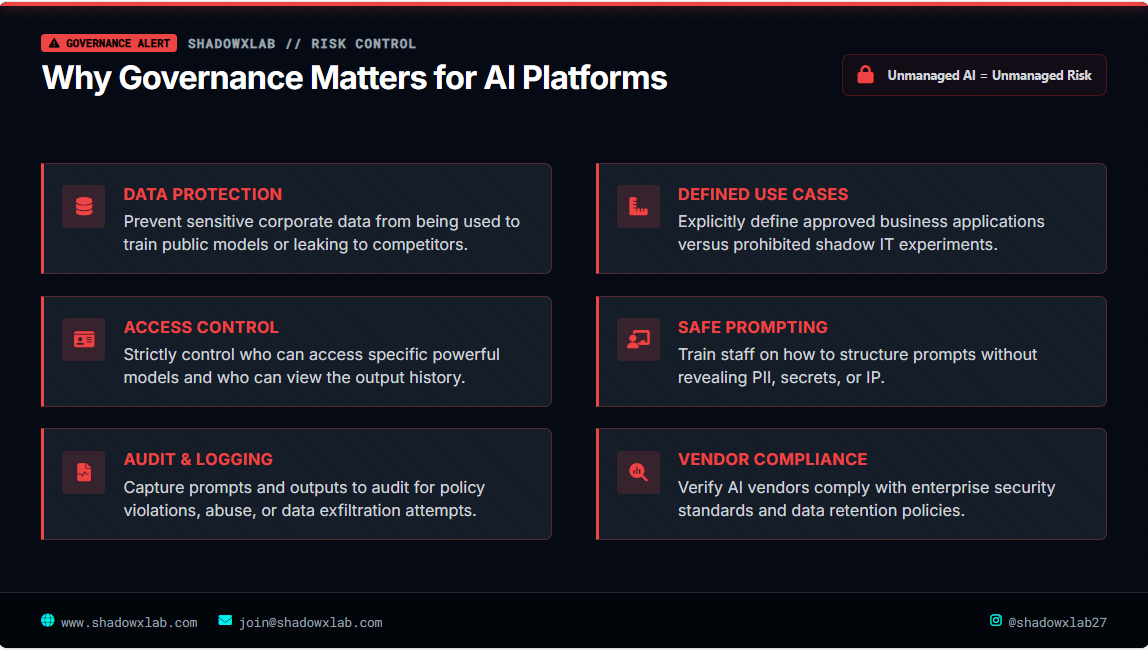 GOVERNANCE ALERT SHADOWXLAB // RISK CONTROL
Why Governance Matters for AI Platforms
Unmanaged AI = Unmanaged Risk
DATA PROTECTION
Prevent sensitive corporate data from being used to
train public models or leaking to competitors.
DEFINED USE CASES
Explicitly define approved business applications
versus prohibited shadow IT experiments.
ACCESS CONTROL
Strictly control who can access specific powerful
models and who can view the output history.
SAFE PROMPTING
Train staff on how to structure prompts without
revealing PII, secrets, or IP.
AUDIT & LOGGING
Capture prompts and outputs to audit for policy
violations, abuse, or data exfiltration attempts.
VENDOR COMPLIANCE
Verify AI vendors comply with enterprise security
standards and data retention policies.
www.shadowxlab.com join@shadowxlab.com @shadowxlab27